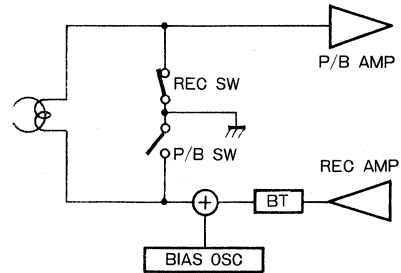 P/B AMP
REC SW
P/B SW
REC AMP
+
BT
BIAS OSC